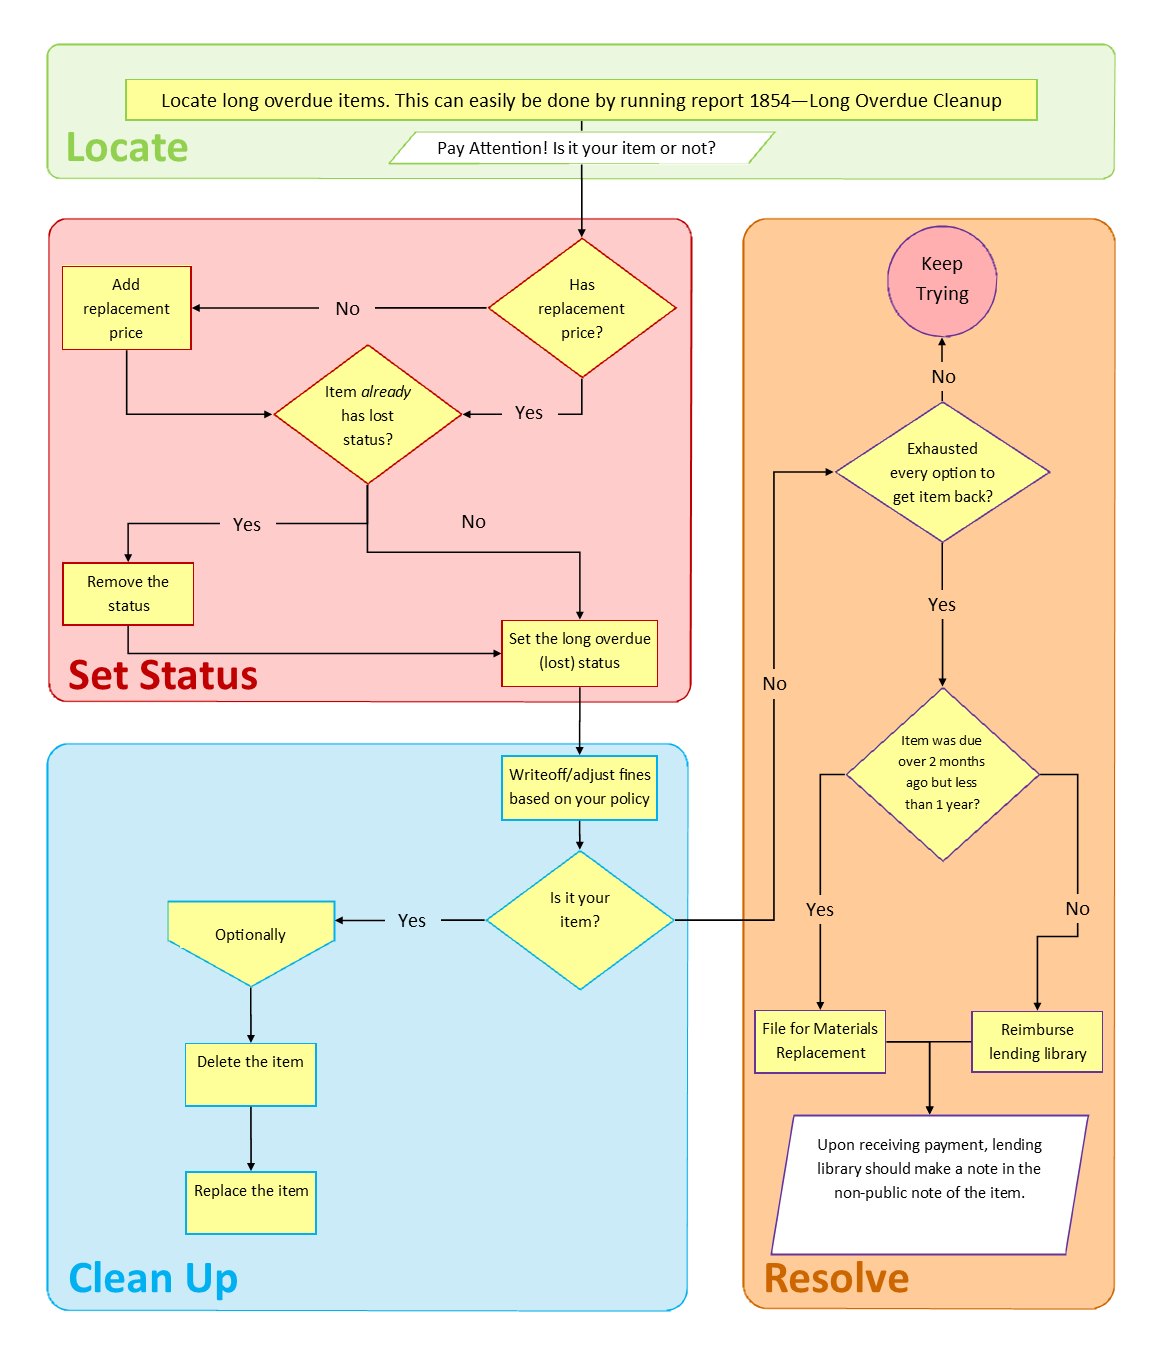 Locate long overdue items. This can easily be done by running report 1854—Long Overdue Cleanup
Pay Attention! Is it your item or not?
Locate
Has
replacement
price?
No
Add
replacement
price
Yes
Item already
has lost
status?
Yes
No
Remove the
status
Set the long overdue
(lost) status
Set Status
Writeoff/adjust fines
based on your policy
Is it your
item?
Yes
Optionally
Delete the item
Replace the item
Clean Up
No
Keep
Trying
No
Exhausted
every option to
get item back?
Yes
Item was due
over 2 months
ago but less
than 1 year?
Yes
No
File for Materials
Replacement
Reimburse
lending library
Upon receiving payment, lending
library should make a note in the
non-public note of the item.
Resolve